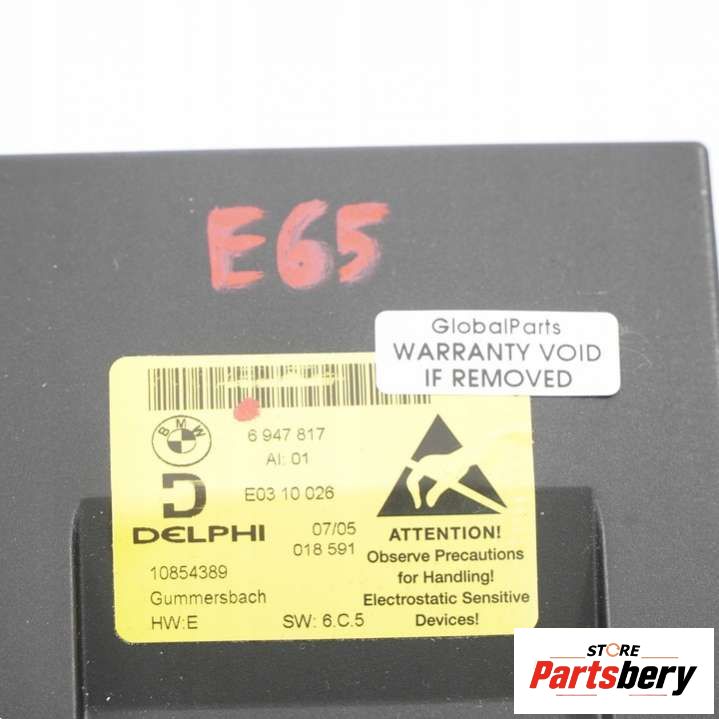 E65
GlobalParts
WARRANTY VOID
IF REMOVED
BMW
6 947 817
AI: 01
E03 10 026
D
DELPHI
07/05
018 591
10854389
Gummersbach
HW:E
SW: 6.C.5
ATTENTION!
Observe Precautions
for Handling!
Electrostatic Sensitive
Devices!
STORE
Partsbery